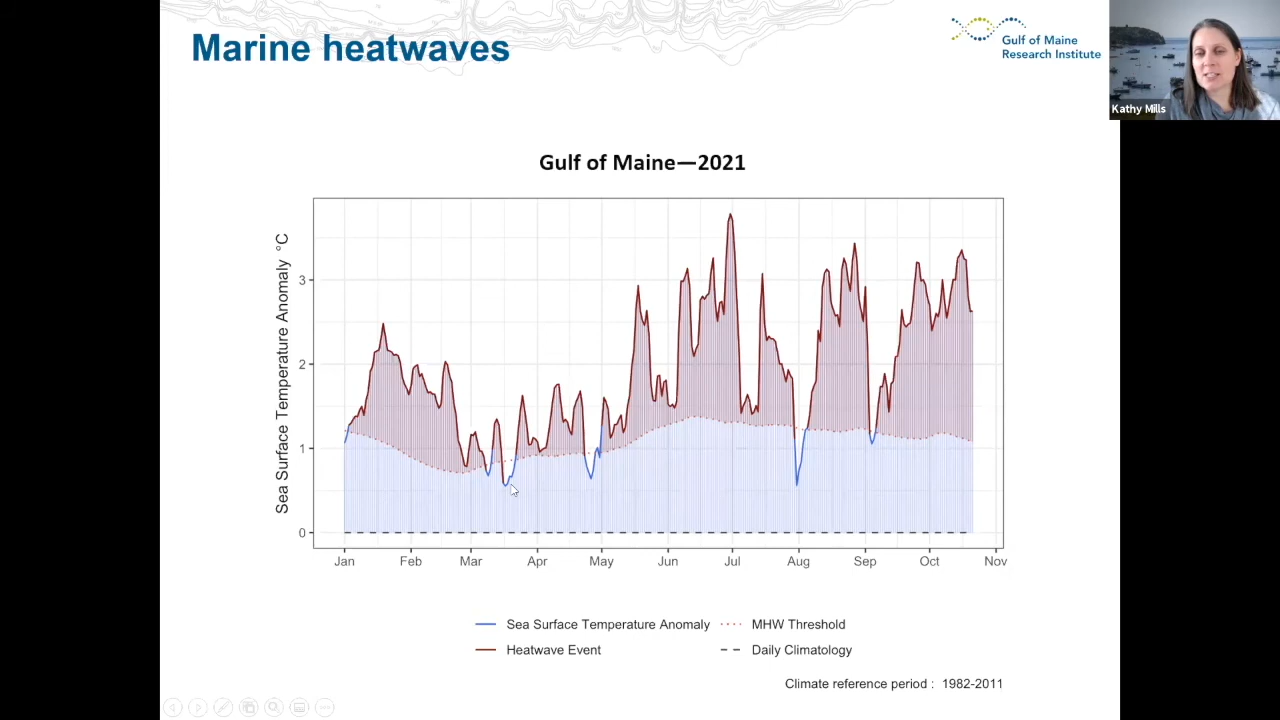 Marine heatwaves
Gulf of Maine
Research Institute
Kathy Mills
Gulf of Maine—2021
Sea Surface Temperature Anomaly °C
3
2
1
0
Jan Feb Mar Apr May Jun Jul Aug Sep Oct Nov
Sea Surface Temperature Anomaly
MHW Threshold
Heatwave Event
Daily Climatology
Climate reference period : 1982-2011